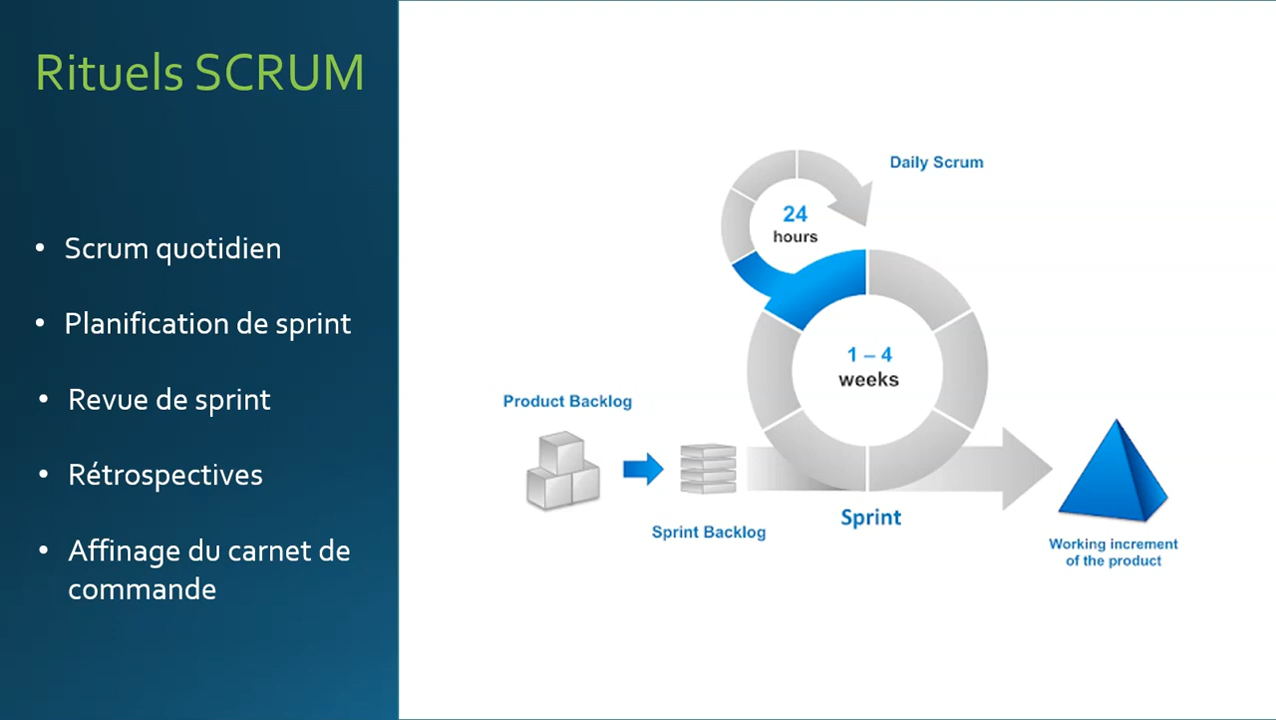 Rituels SCRUM
• Scrum quotidien
• Planification de sprint
• Revue de sprint
• Rétrospectives
• Affinage du carnet de
commande
Daily Scrum
24
hours
1 – 4
weeks
Product Backlog
Sprint Backlog
Sprint
Working increment
of the product